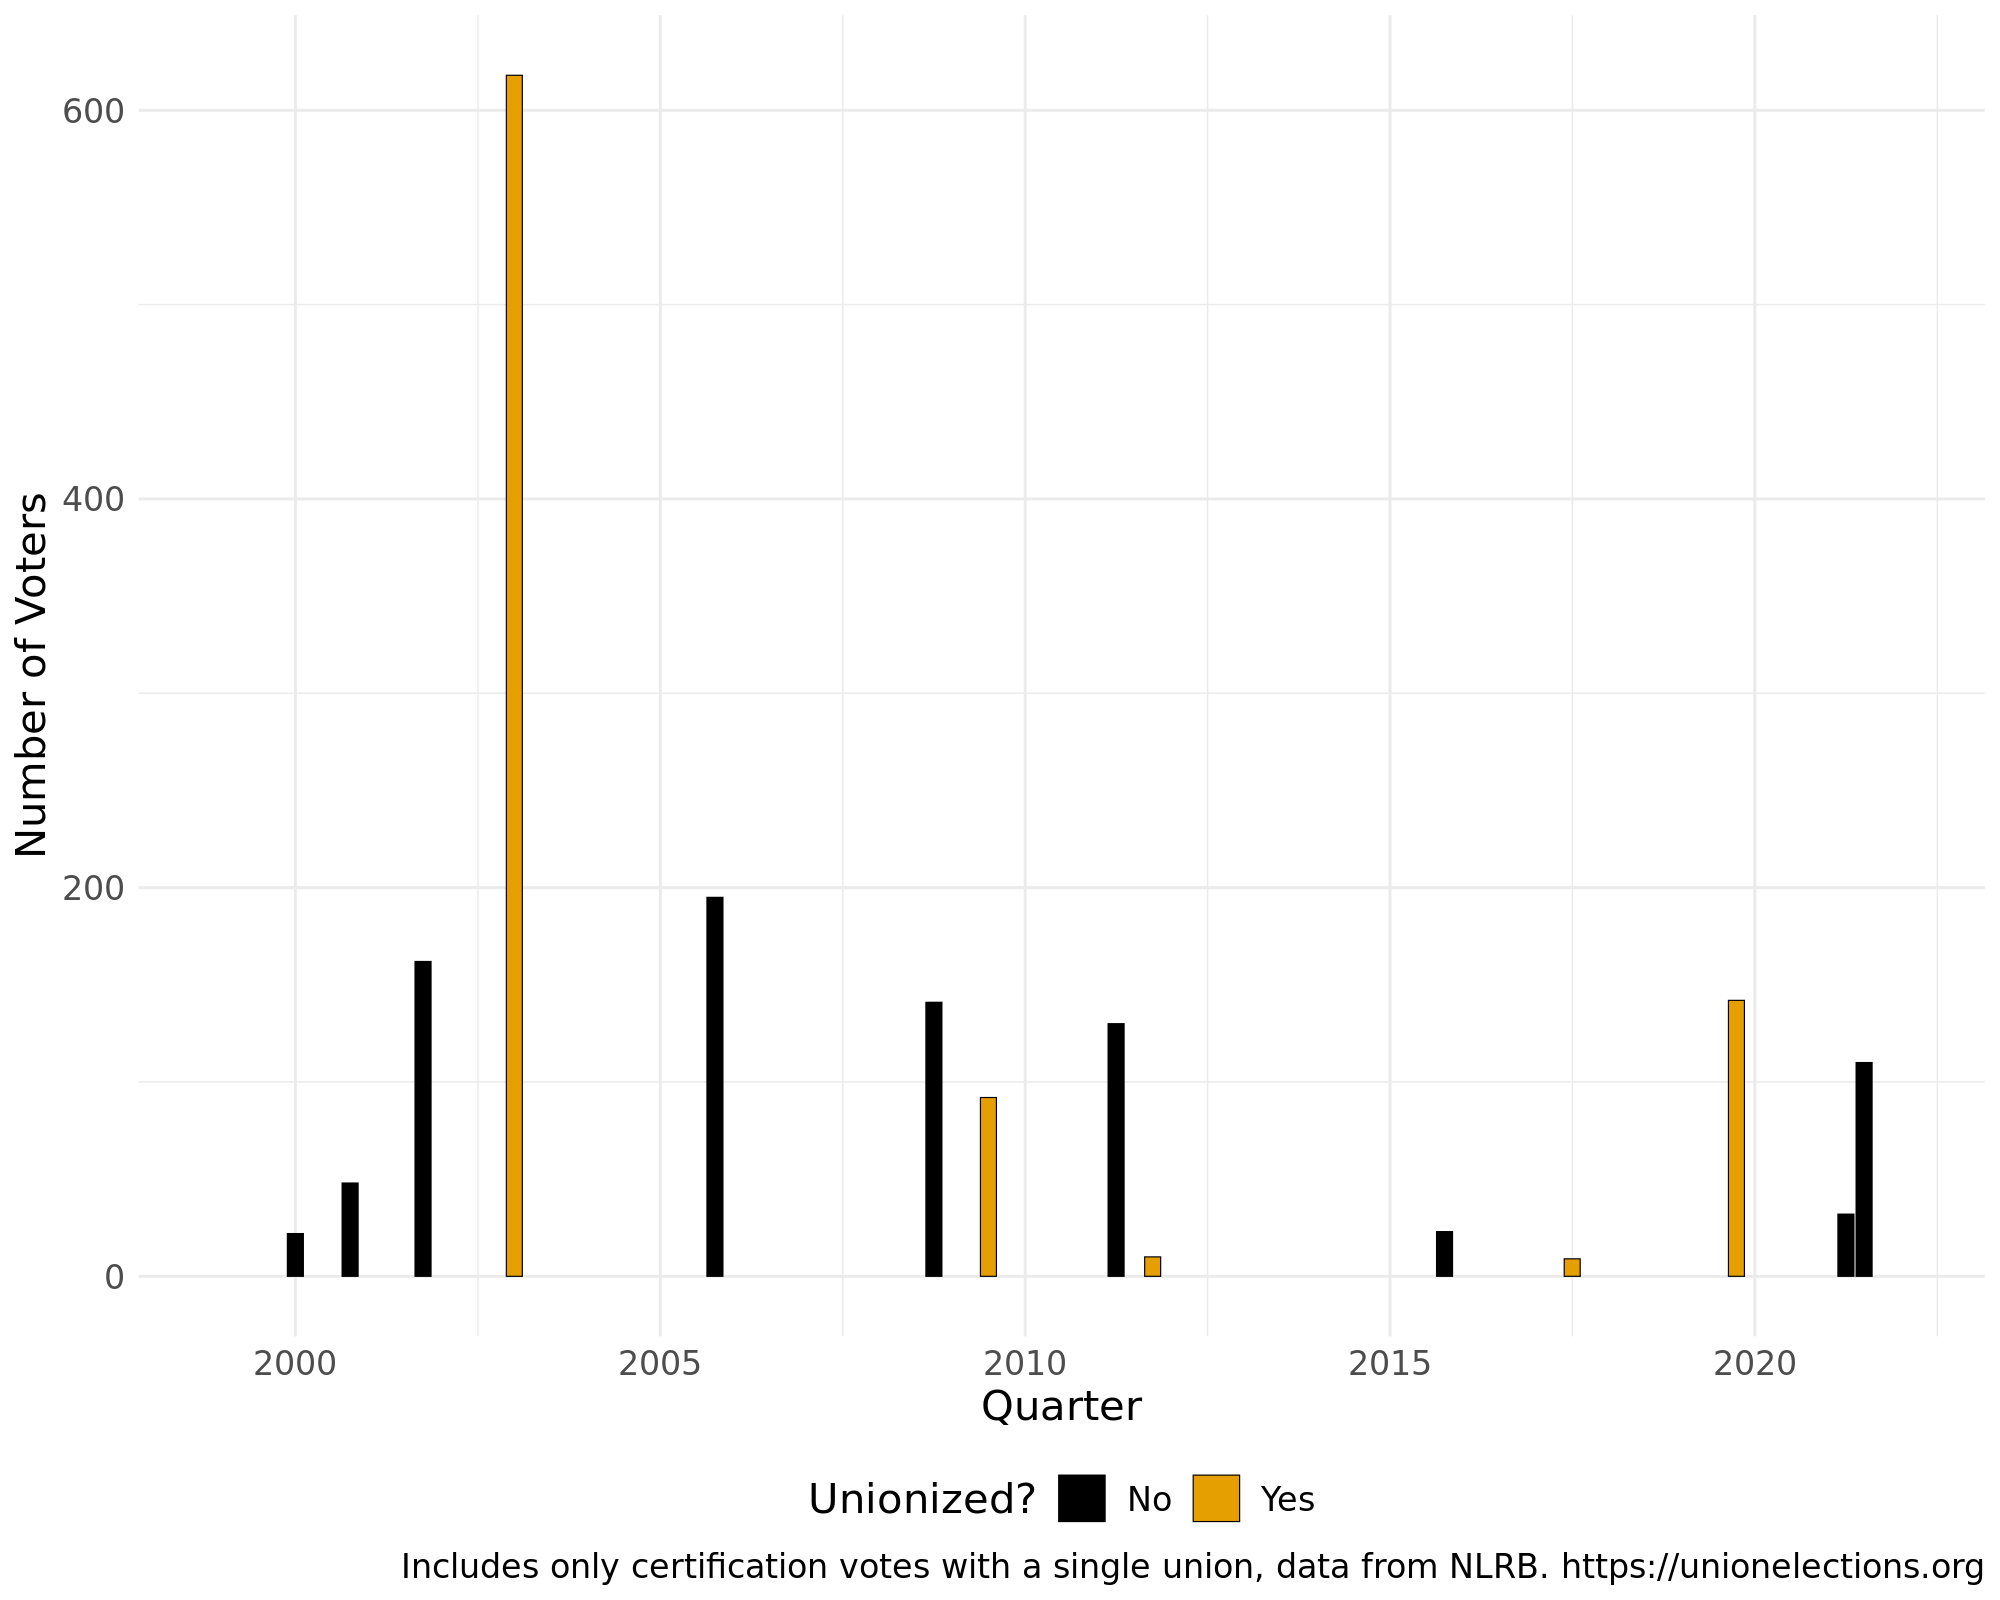 600
400
200
0
Number of Voters
2000 2005 2010 2015 2020
Quarter
Unionized? No Yes
Includes only certification votes with a single union, data from NLRB. https://unionelections.org